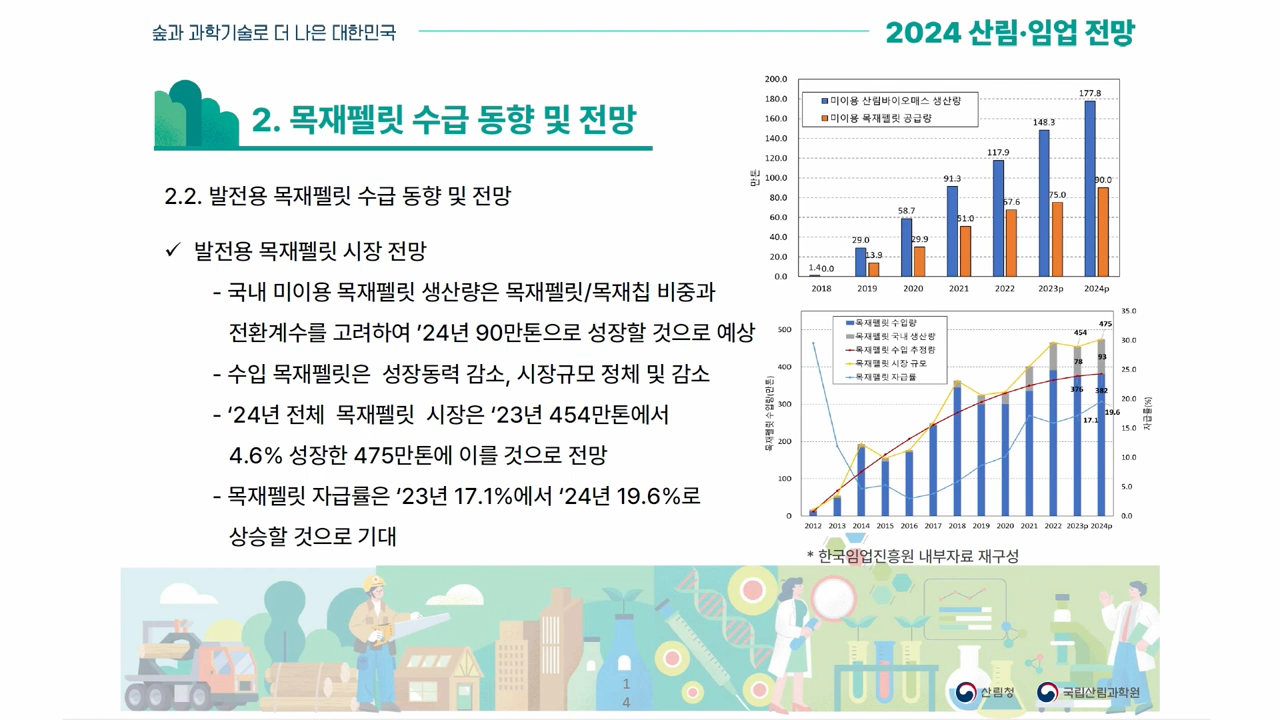 숲과 과학기술로 더 나은 대한민국
2024 산림·임업 전망
2. 목재펠릿 수급 동향 및 전망
2.2. 발전용 목재펠릿 수급 동향 및 전망
✓ 발전용 목재펠릿 시장 전망
- 국내 미이용 목재펠릿 생산량은 목재펠릿/목재칩 비중과
전환계수를 고려하여 ’24년 90만톤으로 성장할 것으로 예상
- 수입 목재펠릿은 성장동력 감소, 시장규모 정체 및 감소
- ‘24년 전체 목재펠릿 시장은 ‘23년 454만톤에서
4.6% 성장한 475만톤에 이를 것으로 전망
- 목재펠릿 자급률은 ‘23년 17.1%에서 ‘24년 19.6%로
상승할 것으로 기대
200.0
180.0
160.0
140.0
120.0
100.0
80.0
60.0
40.0
20.0
0.0
만톤
미이용 산림바이오매스 생산량
미이용 목재펠릿 공급량
1.4 0.0
29.0 13.9
58.7 29.9
91.3 51.0
117.9 67.6
148.3 75.0
177.8 90.0
2018 2019 2020 2021 2022 2023p 2024p
목재펠릿 수입량
목재펠릿 국내 생산량
목재펠릿 수입 추정량
목재펠릿 시장 규모
목재펠릿 자급률
500
400
300
200
100
0
목재펠릿 수입량(만톤)
35.0
30.0
25.0
20.0
15.0
10.0
5.0
0.0
자급률(%)
454 475
78 93
376 382
17.1 19.6
2012 2013 2014 2015 2016 2017 2018 2019 2020 2021 2022 2023p 2024p
* 한국임업진흥원 내부자료 재구성
1
4
산림청
국립산림과학원